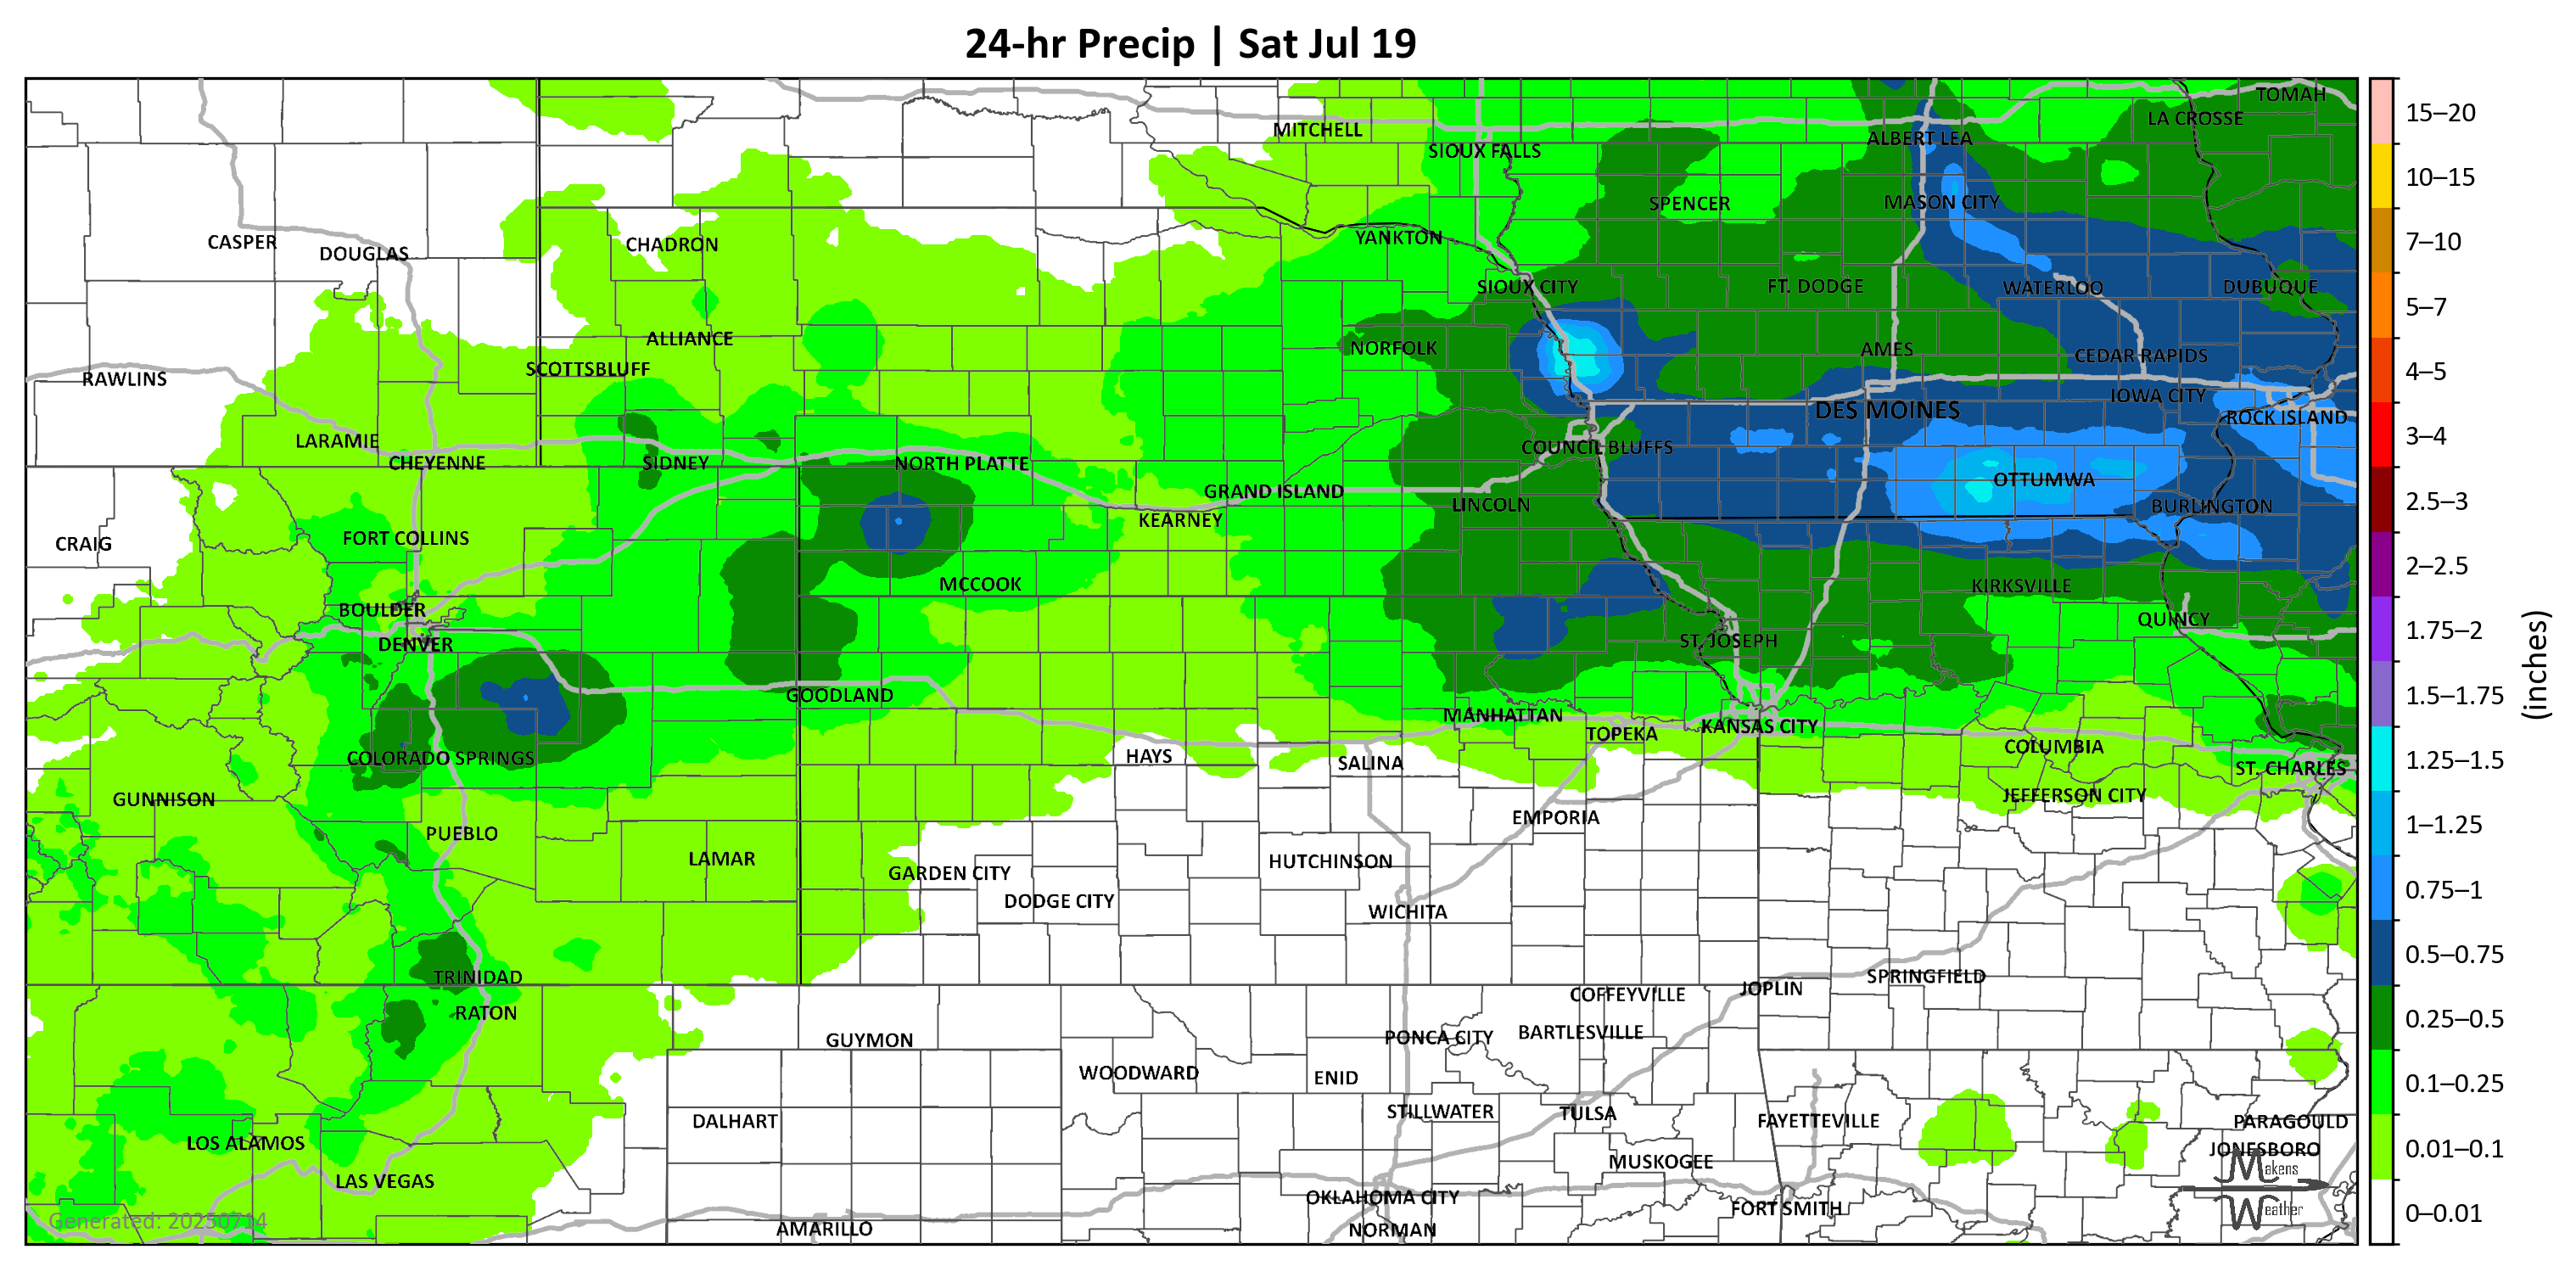 24-hr Precip | Sat Jul 19
TOMAH
LA CROSSE
MITCHELL
ALBERT LEA
SIOUX FALLS
SPENCER
MASON CITY
YANKTON
CASPER
CHADRON
DOUGLAS
SIOUX CITY
FT. DODGE
WATERLOO
DUBUQUE
ALLIANCE
NORFOLK
AMES
CEDAR RAPIDS
SCOTTSBLUFF
RAWLINS
IOWA CITY
DES MOINES
ROCK ISLAND
LARAMIE
COUNCIL BLUFFS
CHEYENNE
SIDNEY
NORTH PLATTE
OTTUMWA
GRAND ISLAND
LINCOLN
BURLINGTON
KEARNEY
FORT COLLINS
CRAIG
MCCOOK
KIRKSVILLE
BOULDER
QUINCY
DENVER
ST. JOSEPH
GOODLAND
MANHATTAN
KANSAS CITY
TOPEKA
COLUMBIA
HAYS
COLORADO SPRINGS
SALINA
ST. CHARLES
GUNNISON
JEFFERSON CITY
EMPORIA
PUEBLO
LAMAR
HUTCHINSON
GARDEN CITY
DODGE CITY
WICHITA
TRINIDAD
SPRINGFIELD
JOPLIN
COFFEYVILLE
RATON
BARTLESVILLE
PONCA CITY
GUYMON
WOODWARD
ENID
STILLWATER
TULSA
DALHART
FAYETTEVILLE
PARAGOULD
LOS ALAMOS
JONESBORO
MUSKOGEE
LAS VEGAS
OKLAHOMA CITY
FORT SMITH
AMARILLO
NORMAN
Generated: 20250714
Makens
Weather
15–20
10–15
7–10
5–7
4–5
3–4
2.5–3
2–2.5
1.75–2
1.5–1.75
1.25–1.5
1–1.25
0.75–1
0.5–0.75
0.25–0.5
0.1–0.25
0.01–0.1
0–0.01
(inches)